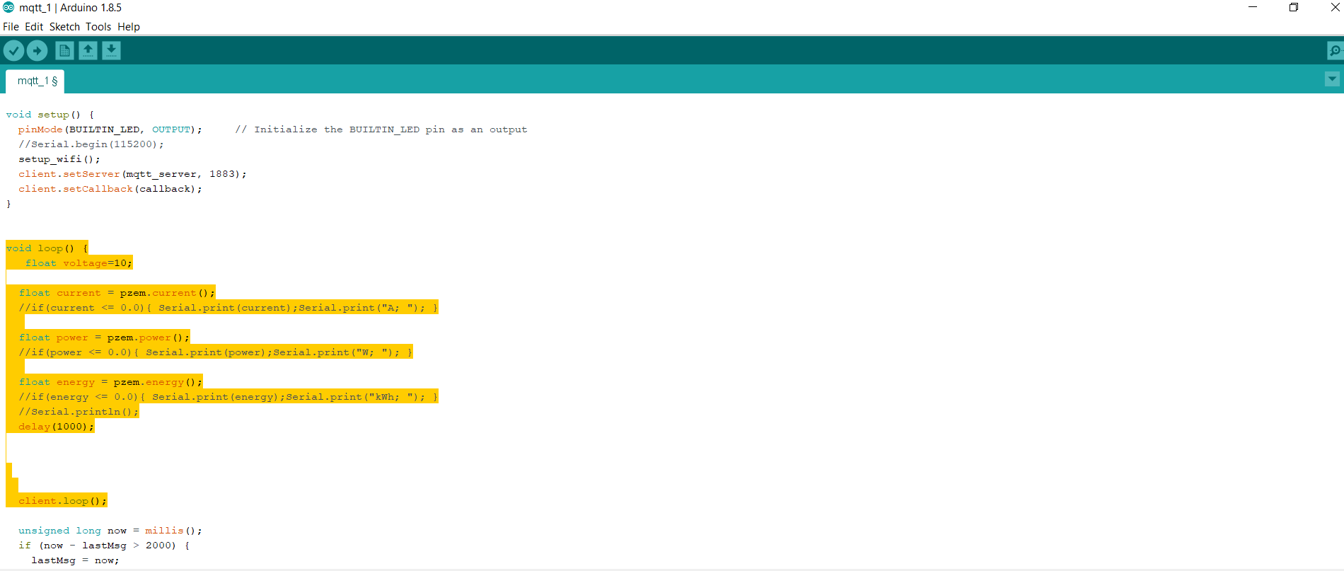 mqtt_1 | Arduino 1.8.5
File Edit Sketch Tools Help
mqtt_1 §
void setup() {
  pinMode(BUILTIN_LED, OUTPUT);     // Initialize the BUILTIN_LED pin as an output
  //Serial.begin(115200);
  setup_wifi();
  client.setServer(mqtt_server, 1883);
  client.setCallback(callback);
}
void loop() {
   float voltage=10;
  float current = pzem.current();
  //if(current <= 0.0){ Serial.print(current);Serial.print("A; "); }
  float power = pzem.power();
  //if(power <= 0.0){ Serial.print(power);Serial.print("W; "); }
  float energy = pzem.energy();
  //if(energy <= 0.0){ Serial.print(energy);Serial.print("kWh; "); }
  //Serial.println();
  delay(1000);
  client.loop();
  unsigned long now = millis();
  if (now - lastMsg > 2000) {
    lastMsg = now;